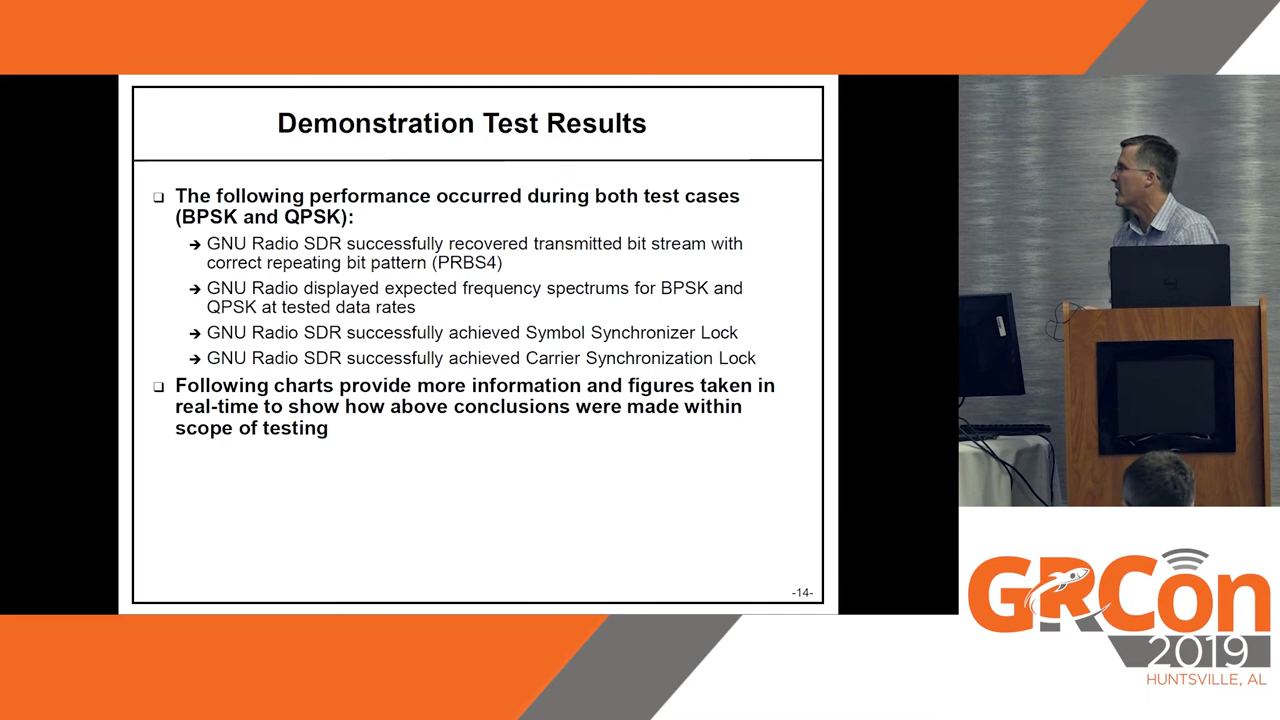 Demonstration Test Results
❑ The following performance occurred during both test cases
(BPSK and QPSK):
➔ GNU Radio SDR successfully recovered transmitted bit stream with
correct repeating bit pattern (PRBS4)
➔ GNU Radio displayed expected frequency spectrums for BPSK and
QPSK at tested data rates
➔ GNU Radio SDR successfully achieved Symbol Synchronizer Lock
➔ GNU Radio SDR successfully achieved Carrier Synchronization Lock
❑ Following charts provide more information and figures taken in
real-time to show how above conclusions were made within
scope of testing
-14-
GRCon
2019
HUNTSVILLE, AL